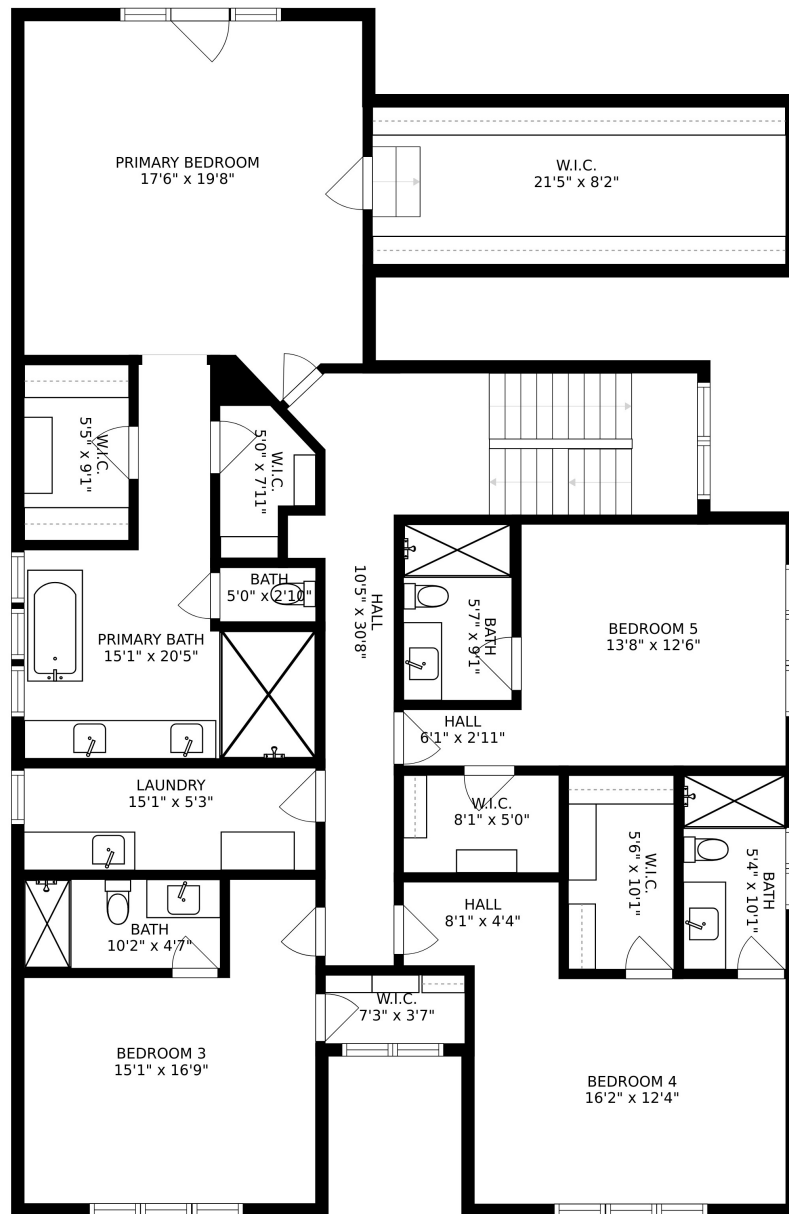 PRIMARY BEDROOM
17'6" x 19'8"
W.I.C.
21'5" x 8'2"
W.I.C.
5'5" x 9'1"
W.I.C.
5'0" x 7'11"
BATH
5'0" x 2'10"
HALL
10'5" x 30'8"
BATH
5'7" x 9'1"
BEDROOM 5
13'8" x 12'6"
PRIMARY BATH
15'1" x 20'5"
HALL
6'1" x 2'11"
LAUNDRY
15'1" x 5'3"
W.I.C.
8'1" x 5'0"
W.I.C.
5'6" x 10'1"
BATH
5'4" x 10'1"
HALL
8'1" x 4'4"
BATH
10'2" x 4'7"
W.I.C.
7'3" x 3'7"
BEDROOM 3
15'1" x 16'9"
BEDROOM 4
16'2" x 12'4"